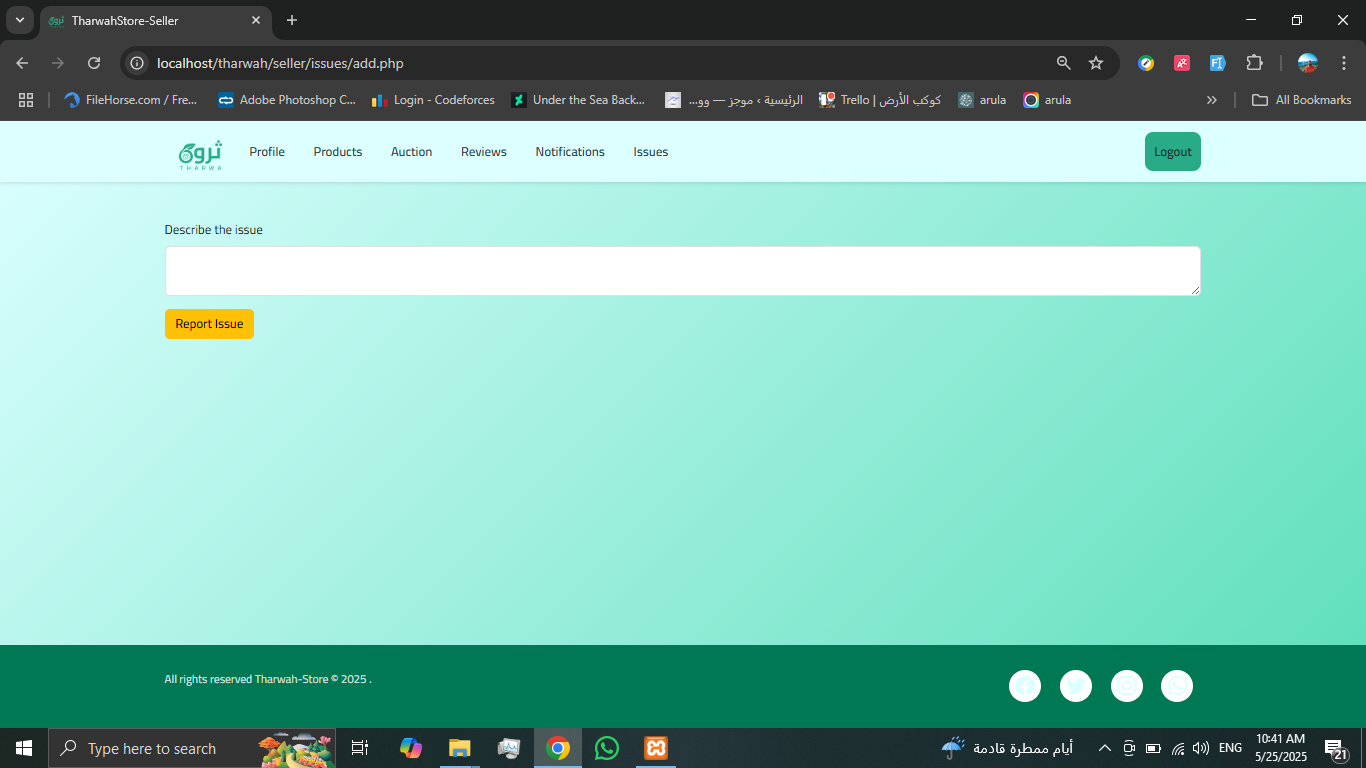 TharwahStore-Seller
localhost/tharwah/seller/issues/add.php
FileHorse.com / Fre...
Adobe Photoshop C...
Login - Codeforces
Under the Sea Back...
الرئيسية › موجز — وو...
Trello | كوكب الأرض
arula
arula
All Bookmarks
ثروة
THARWA
Profile
Products
Auction
Reviews
Notifications
Issues
Logout
Describe the issue
Report Issue
All rights reserved Tharwah-Store © 2025 .
Type here to search
أيام ممطرة قادمة
ENG
10:41 AM
5/25/2025
21